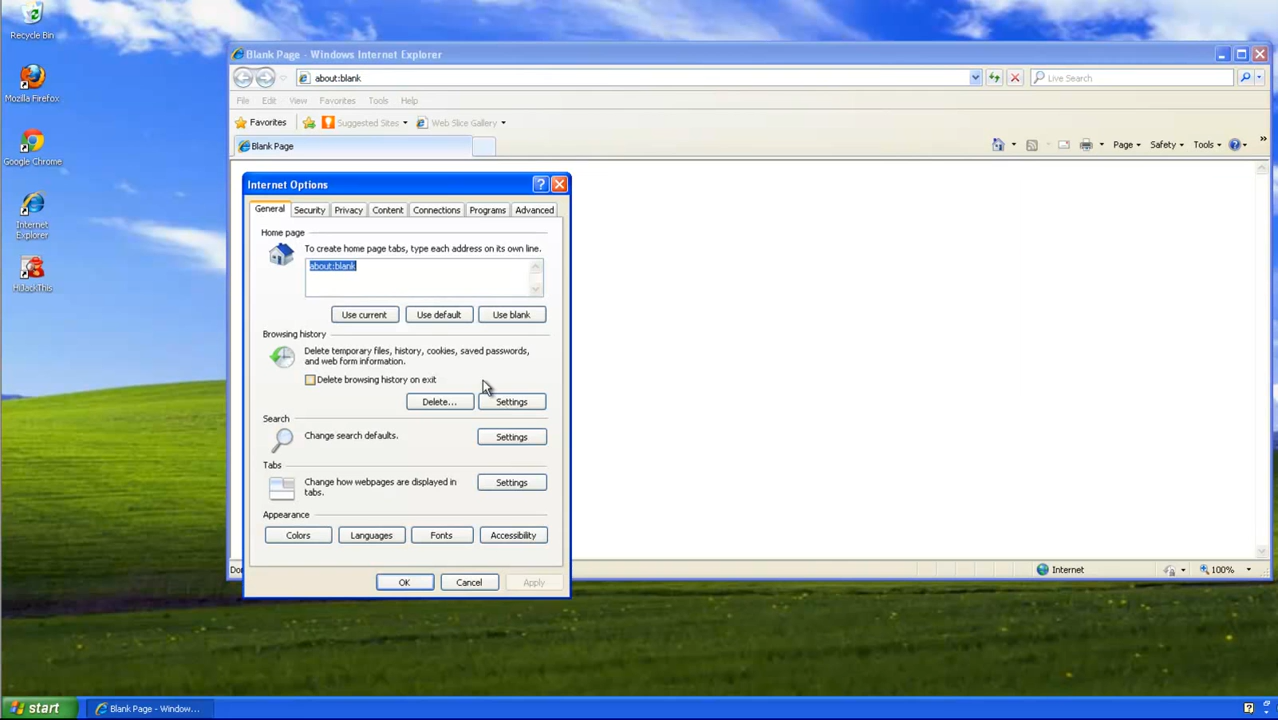 Recycle Bin
Mozilla Firefox
Google Chrome
Internet
Explorer
HiJackThis
Blank Page - Windows Internet Explorer
about:blank
Live Search
File Edit View Favorites Tools Help
Favorites Suggested Sites Web Slice Gallery
Blank Page
Page Safety Tools
Internet Options
General Security Privacy Content Connections Programs Advanced
Home page
To create home page tabs, type each address on its own line.
about:blank
Use current Use default Use blank
Browsing history
Delete temporary files, history, cookies, saved passwords,
and web form information.
Delete browsing history on exit
Delete... Settings
Search
Change search defaults.
Settings
Tabs
Change how webpages are displayed in
tabs.
Settings
Appearance
Colors Languages Fonts Accessibility
OK Cancel Apply
Do
Internet
100%
start
Blank Page - Window...